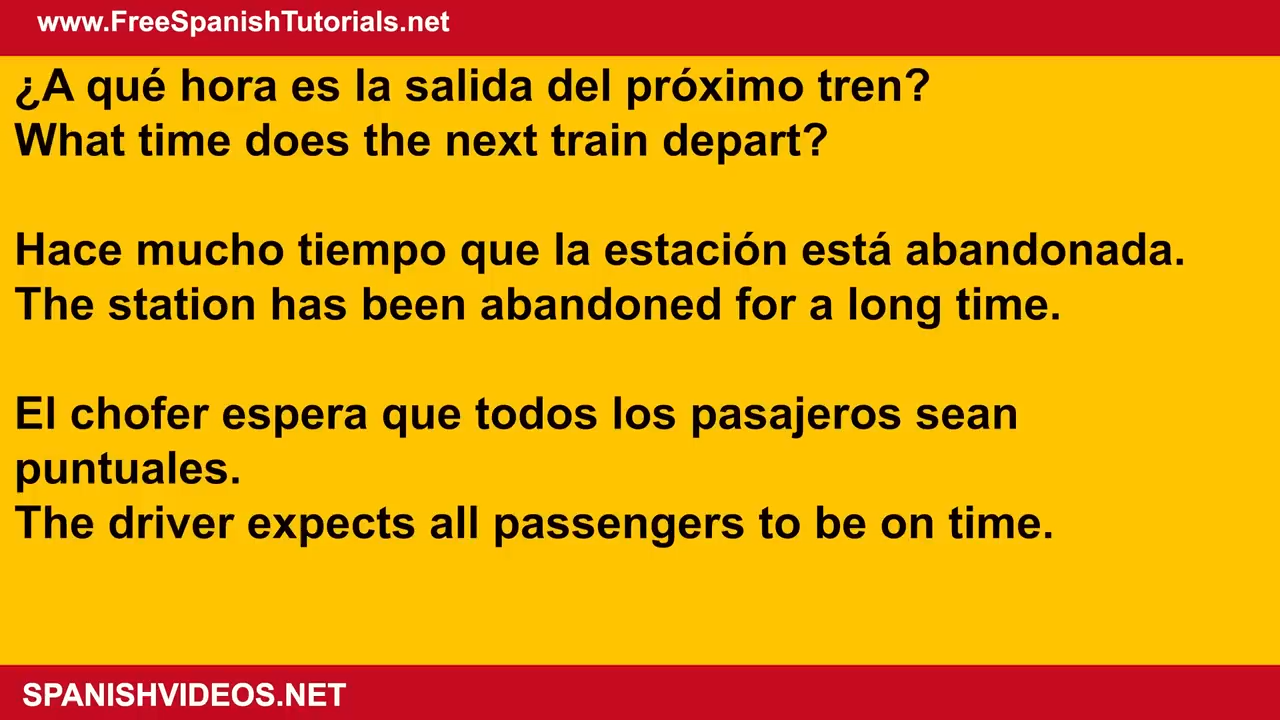 www.FreeSpanishTutorials.net
¿A qué hora es la salida del próximo tren?
What time does the next train depart?
Hace mucho tiempo que la estación está abandonada.
The station has been abandoned for a long time.
El chofer espera que todos los pasajeros sean
puntuales.
The driver expects all passengers to be on time.
SPANISHVIDEOS.NET